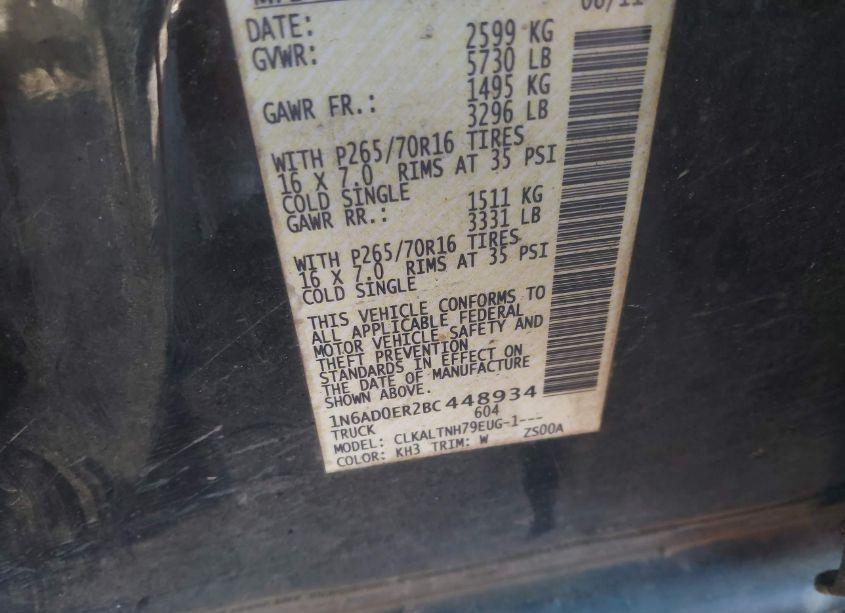 06/11
DATE:
2599 KG
GVWR:
5730 LB
1495 KG
GAWR FR.:
3296 LB
WITH P265/70R16 TIRES
16 X 7.0 RIMS AT 35 PSI
COLD SINGLE
1511 KG
GAWR RR.:
3331 LB
WITH P265/70R16 TIRES
16 X 7.0 RIMS AT 35 PSI
COLD SINGLE
THIS VEHICLE CONFORMS TO
ALL APPLICABLE FEDERAL
MOTOR VEHICLE SAFETY AND
THEFT PREVENTION
STANDARDS IN EFFECT ON
THE DATE OF MANUFACTURE
SHOWN ABOVE.
1N6AD0ER2BC 448934
TRUCK 604
MODEL: CLKALTNH79EUG-1---
COLOR: KH3 TRIM: W ZS00A